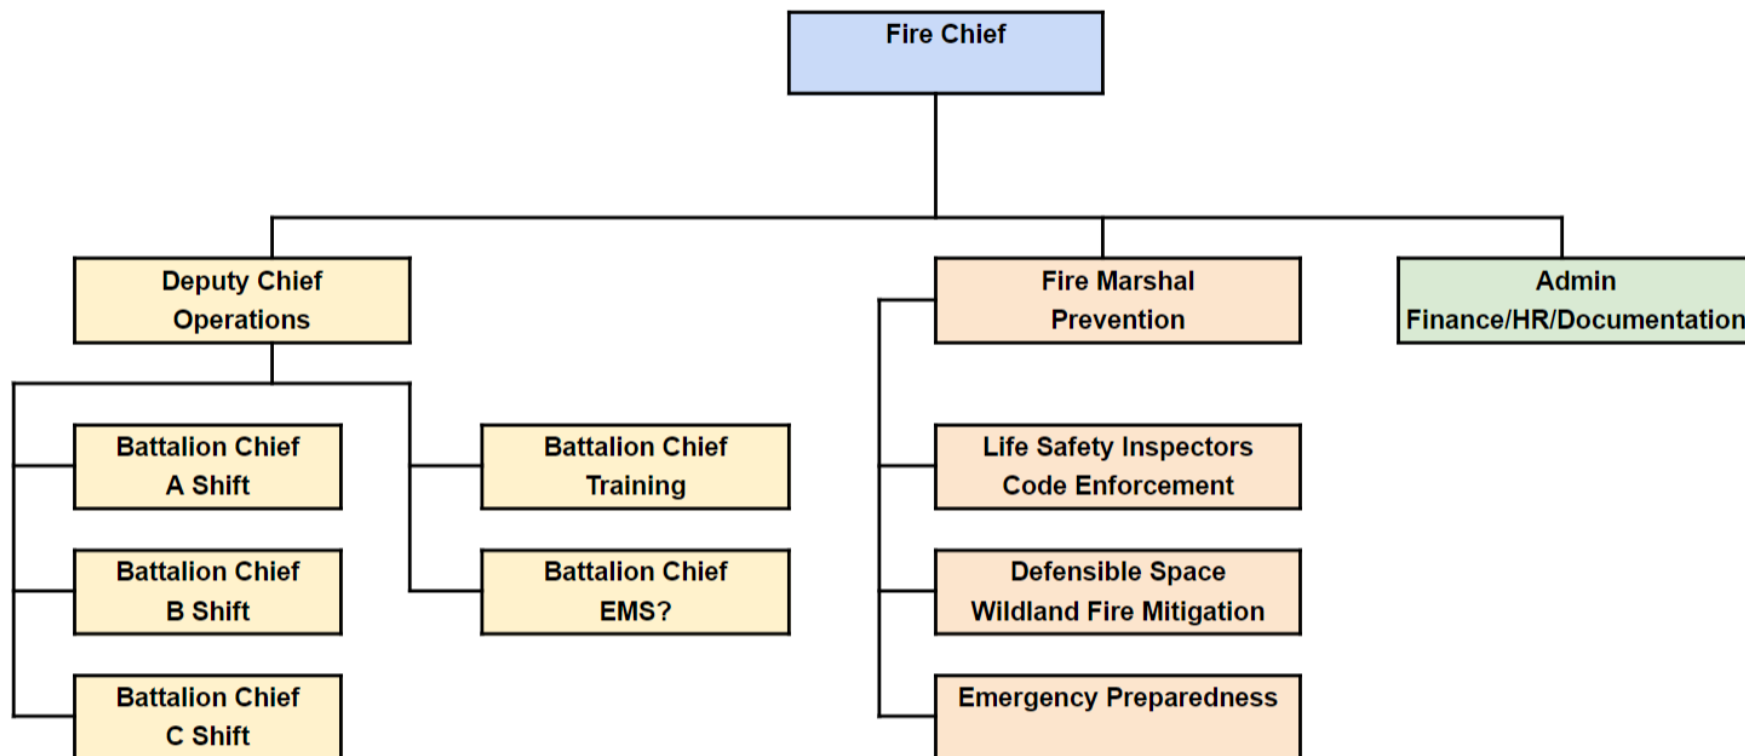 Fire Chief
Deputy Chief
Operations
Fire Marshal
Prevention
Admin
Finance/HR/Documentation
Battalion Chief
A Shift
Battalion Chief
Training
Life Safety Inspectors
Code Enforcement
Battalion Chief
B Shift
Battalion Chief
EMS?
Defensible Space
Wildland Fire Mitigation
Battalion Chief
C Shift
Emergency Preparedness